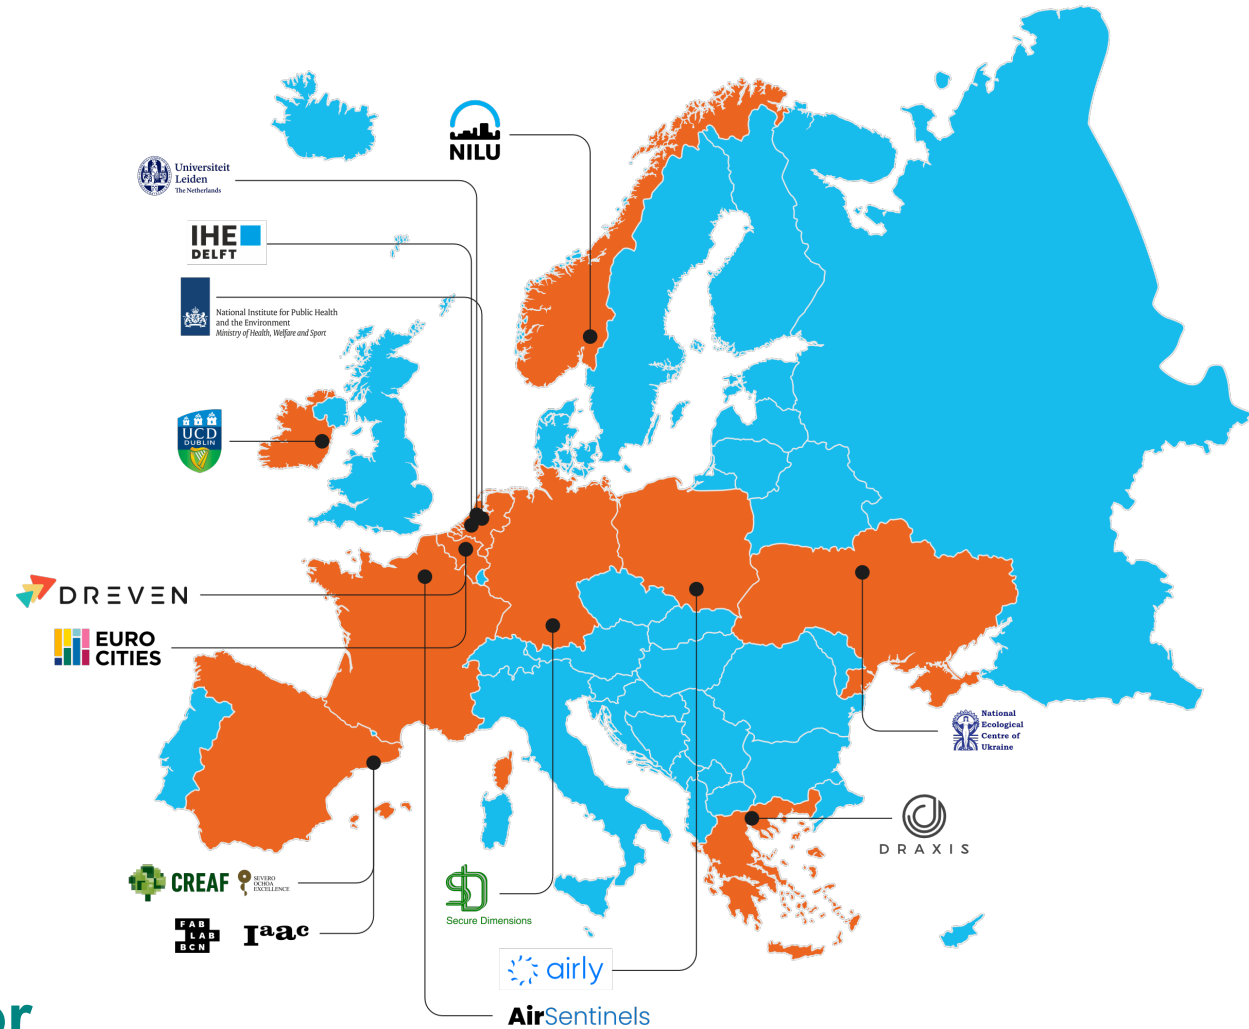 NILU
Universiteit
Leiden
The Netherlands
IHE
DELFT
National Institute for Public Health
and the Environment
Ministry of Health, Welfare and Sport
UCD
DUBLIN
DREVEN
EURO
CITIES
National
Ecological
Centre of
Ukraine
DRAXIS
CREAF
SEVERO
OCHOA
EXCELLENCE
Secure Dimensions
FAB
LAB
BCN
Iaac
airly
AirSentinels
or